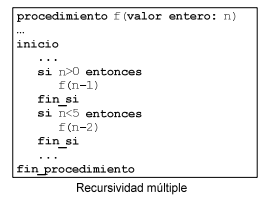 procedimiento f(valor entero: n)
…
inicio
...
si n>0 entonces
f(n-1)
fin_si
si n<5 entonces
f(n-2)
fin_si
...
fin_procedimiento
Recursividad múltiple